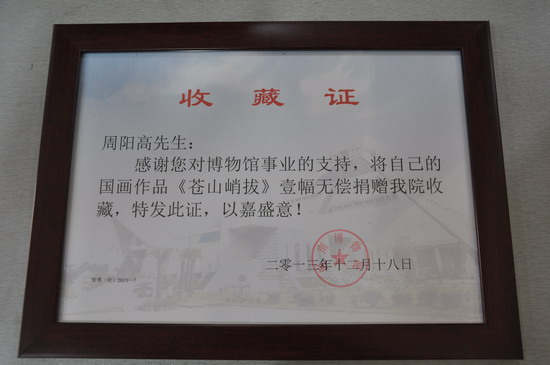 收藏证
周阳高先生：
感谢您对博物馆事业的支持，将自己的
国画作品《苍山峭拔》壹幅无偿捐赠我院收
藏，特发此证，以嘉盛意！
博物
二零一三年十二月十八日